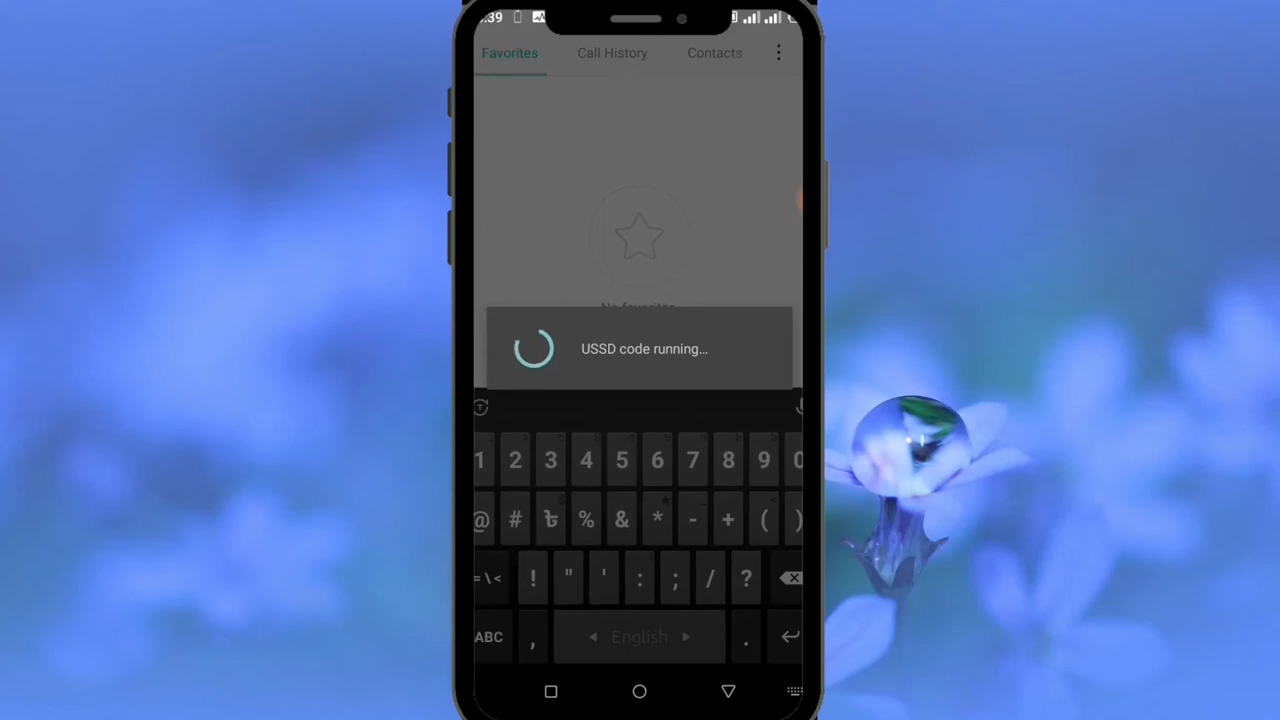 :39
Favorites Call History Contacts
USSD code running...
1 2 3 4 5 6 7 8 9 0
@ # ৳ % & * - + ( )
=\< ! " ' : ; / ?
ABC , English .